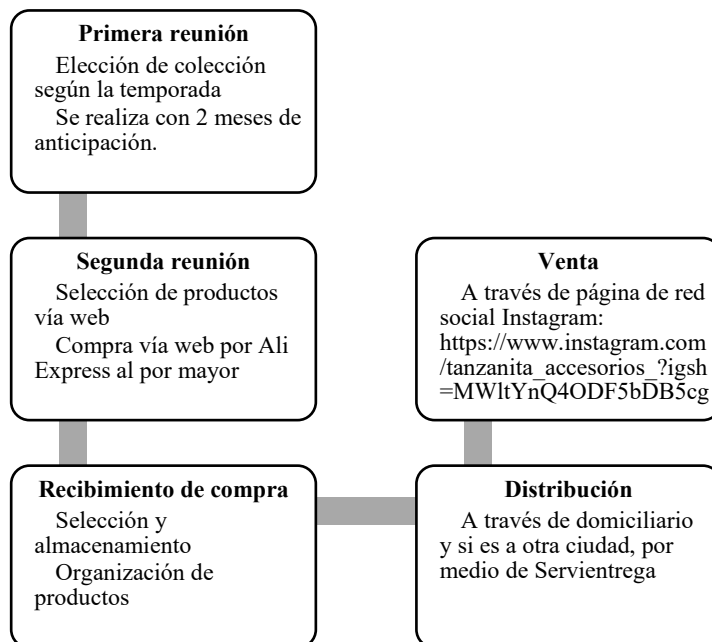 Primera reunión
Elección de colección
según la temporada
Se realiza con 2 meses de
anticipación.
Segunda reunión
Selección de productos
vía web
Compra vía web por Ali
Express al por mayor
Recibimiento de compra
Selección y
almacenamiento
Organización de
productos
Distribución
A través de domiciliario
y si es a otra ciudad, por
medio de Servientrega
Venta
A través de página de red
social Instagram:
https://www.instagram.com
/tanzanita_accesorios_?igsh
=MWltYnQ4ODF5bDB5cg